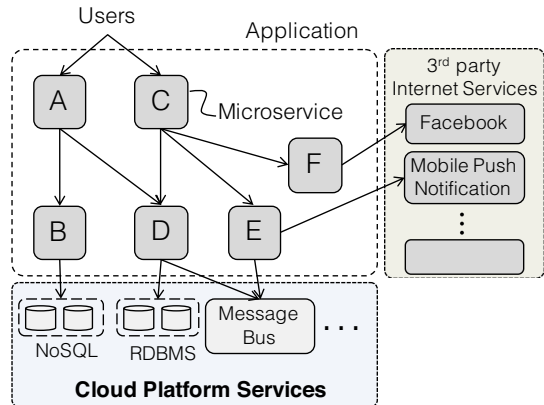 Users
Application
A
C
Microservice
F
B
D
E
3rd party
Internet Services
Facebook
Mobile Push
Notification
NoSQL
RDBMS
Message
Bus
Cloud Platform Services